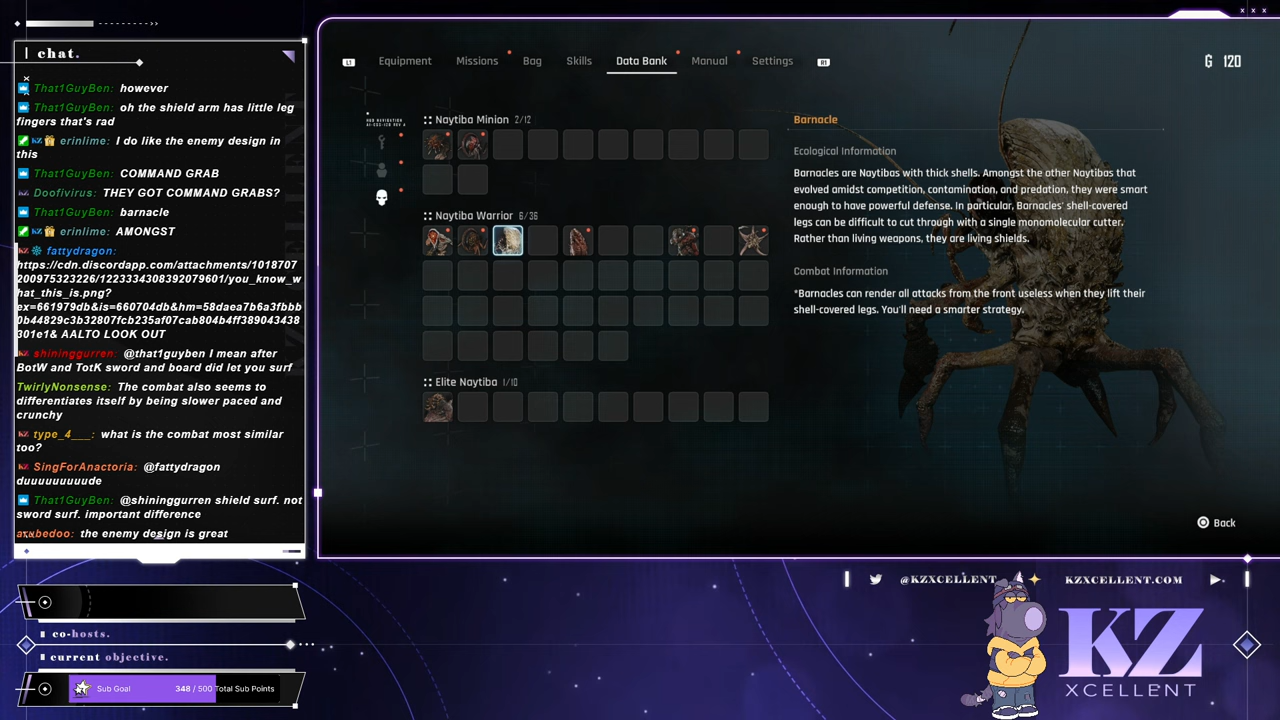 chat.
That1GuyBen: however
That1GuyBen: oh the shield arm has little leg
fingers that's rad
erinlime: I do like the enemy design in
this
That1GuyBen: COMMAND GRAB
Doofivirus: THEY GOT COMMAND GRABS?
That1GuyBen: barnacle
erinlime: AMONGST
fattydragon:
https://cdn.discordapp.com/attachments/1018707
200975323226/1223334308392079601/you_know_w
hat_this_is.png?
ex=661979db&is=660704db&hm=58daea7b6a3fbbb
0b44829c3b32807fcb235af07cab804b4ff389043438
301e1& AALTO LOOK OUT
shininggurren: @that1guyben I mean after
BotW and TotK sword and board did let you surf
TwirlyNonsense: The combat also seems to
differentiates itself by being slower paced and
crunchy
type_4___: what is the combat most similar
too?
SingForAnactoria: @fattydragon
duuuuuuuuude
That1GuyBen: @shininggurren shield surf. not
sword surf. important difference
the enemy design is great
co-hosts.
current objective.
Sub Goal 348 / 500 Total Sub Points
L1 Equipment Missions Bag Skills Data Bank Manual Settings R1
G 120
Naytiba Minion 2/12
Naytiba Warrior 6/36
Elite Naytiba 1/10
Barnacle
Ecological Information
Barnacles are Naytibas with thick shells. Amongst the other Naytibas that
evolved amidst competition, contamination, and predation, they were smart
enough to have powerful defense. In particular, Barnacles' shell-covered
legs can be difficult to cut through with a single monomolecular cutter.
Rather than living weapons, they are living shields.
Combat Information
*Barnacles can render all attacks from the front useless when they lift their
shell-covered legs. You'll need a smarter strategy.
Back
@KZXCELLENT
KZXCELLENT.COM
KZ
XCELLENT